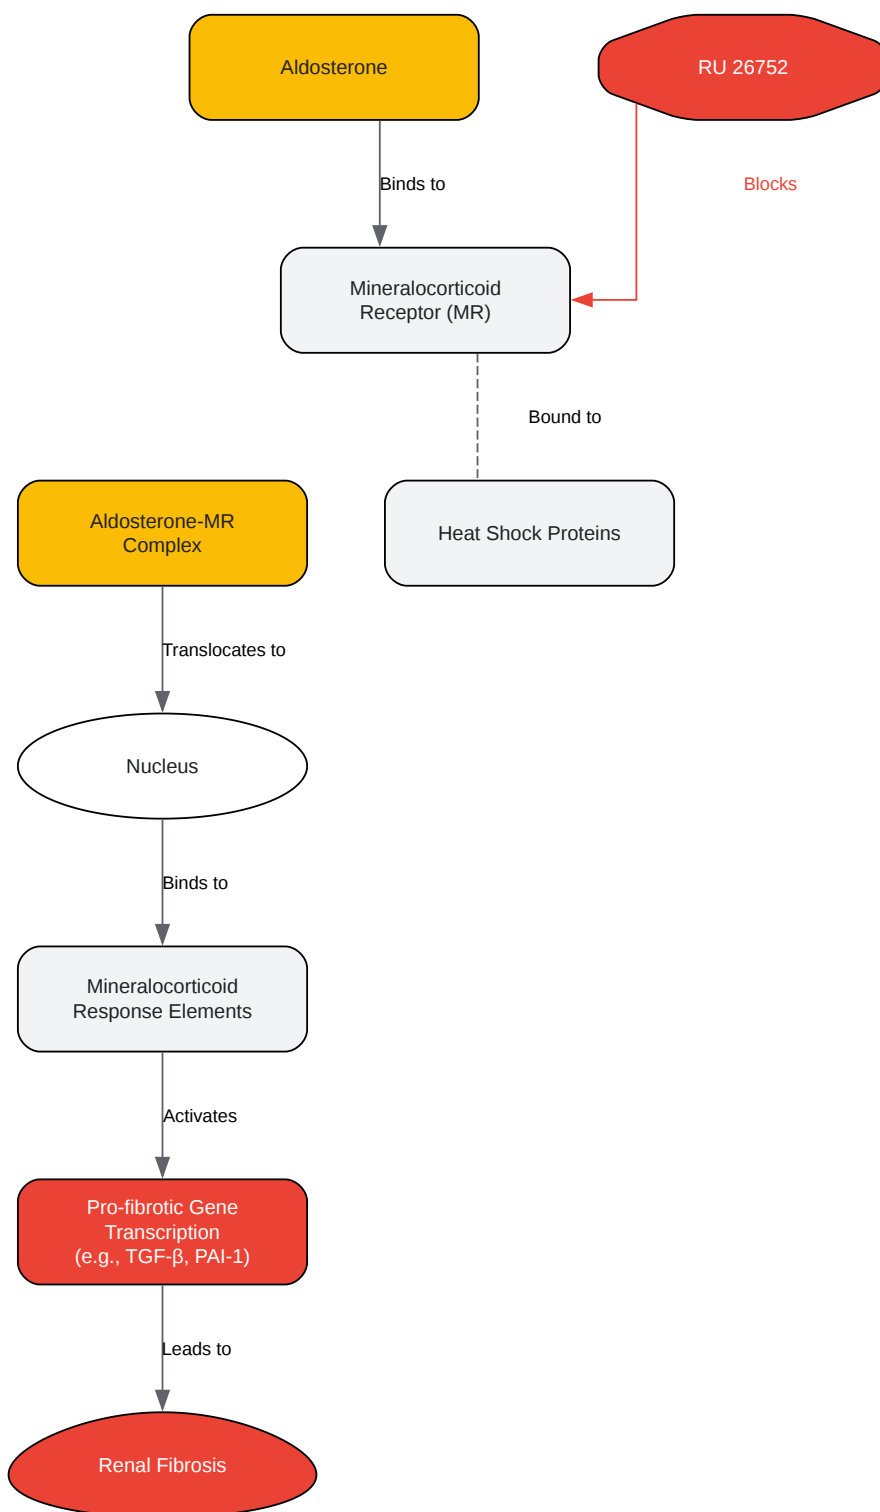 Aldosterone
RU 26752
Binds to
Blocks
Mineralocorticoid
Receptor (MR)
Bound to
Aldosterone-MR
Complex
Heat Shock Proteins
Translocates to
Nucleus
Binds to
Mineralocorticoid
Response Elements
Activates
Pro-fibrotic Gene
Transcription
(e.g., TGF-β, PAI-1)
Leads to
Renal Fibrosis